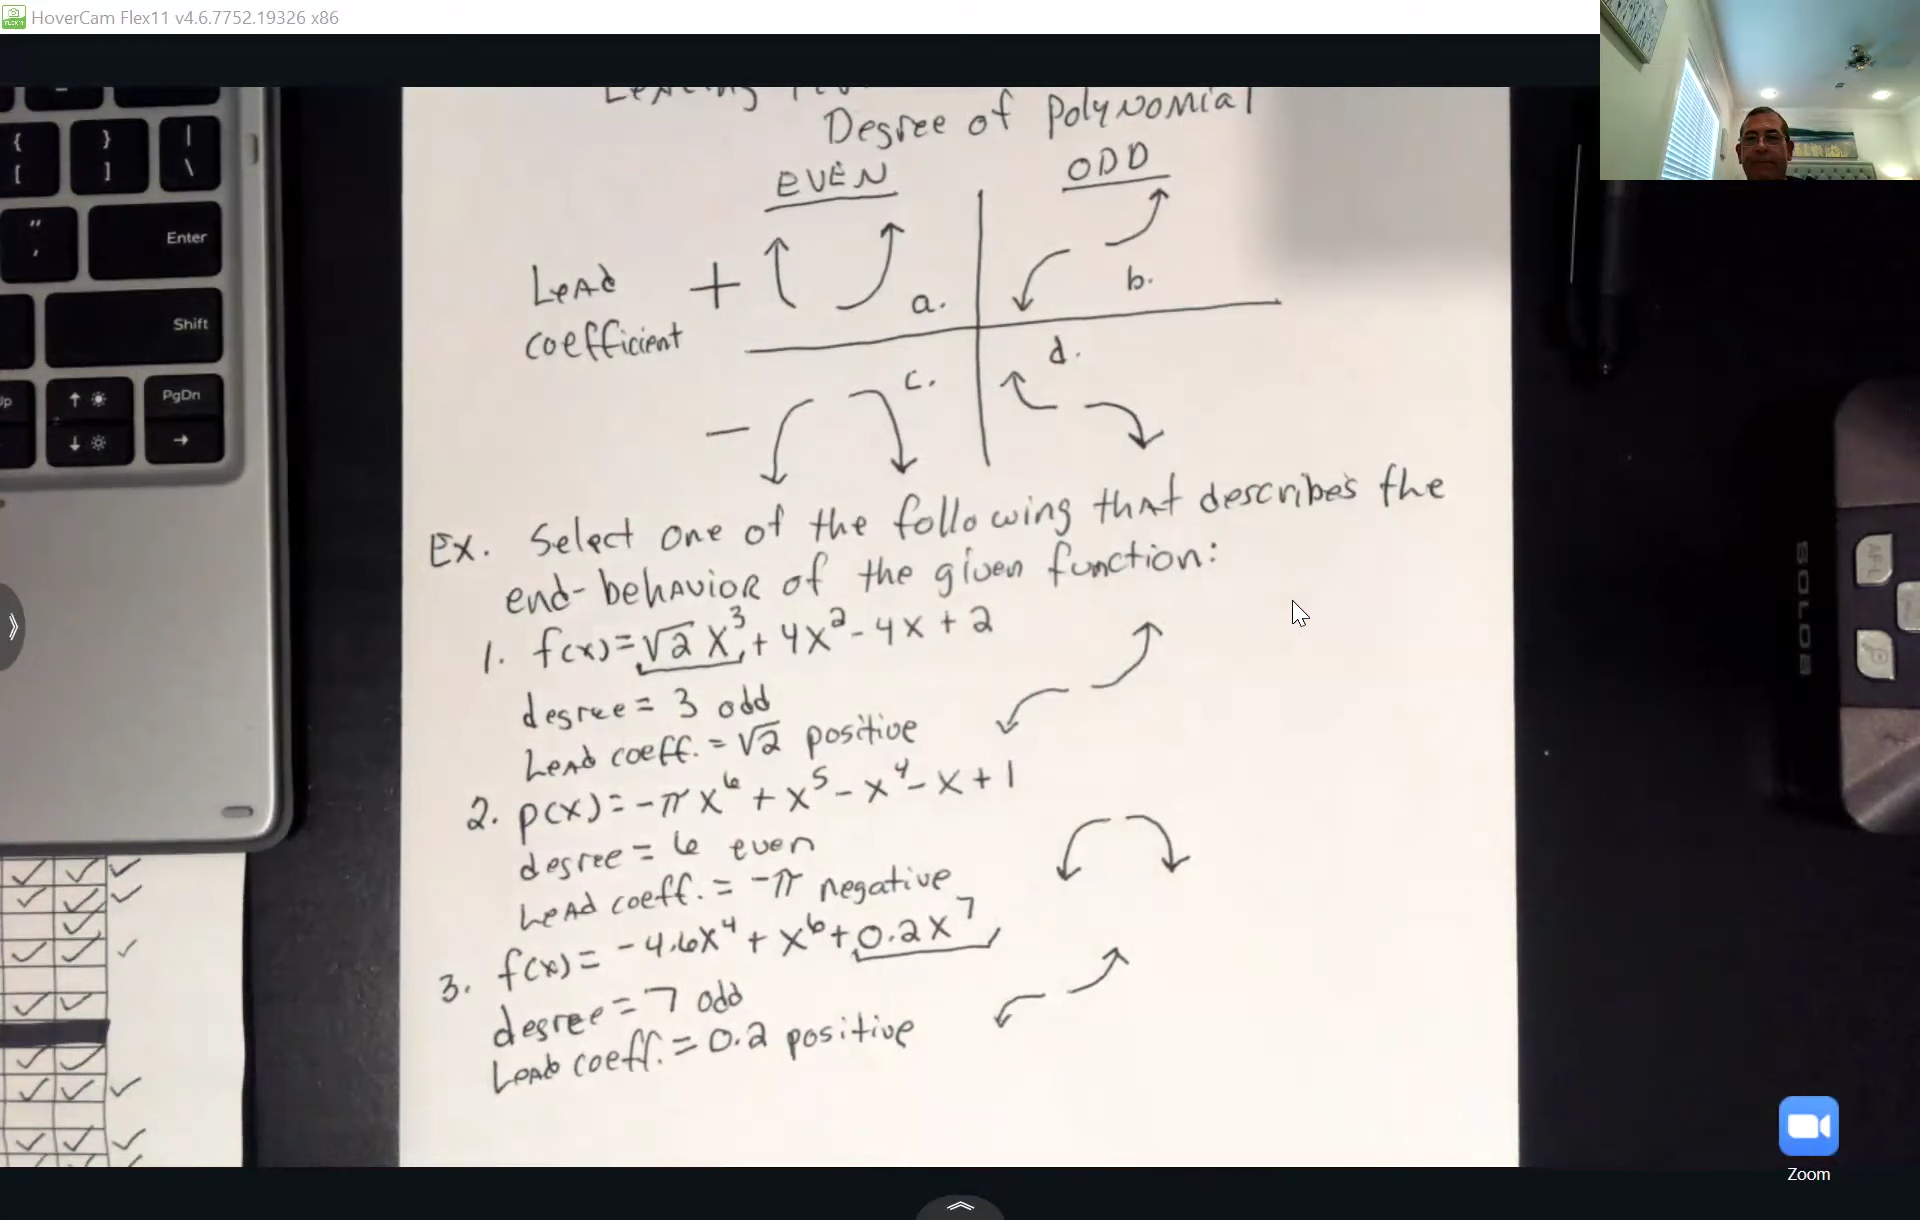 HoverCam Flex11 v4.6.7752.19326 x86
Degree of Polynomial
EVEN
ODD
Lead
coefficient
+
a.
b.
−
c.
d.
Ex. Select one of the following that describes the
end-behavior of the given function:
1. f(x)=√2 x³+4x²-4x+2
degree = 3 odd
Lead coeff. = √2 positive
2. p(x)=-πx⁶+x⁵-x⁴-x+1
degree = 6 even
Lead coeff. = -π negative
3. f(x)= -4.6x⁴+x⁶+0.2x⁷
degree = 7 odd
Lead coeff. = 0.2 positive
{
[
}
]
|
\
"
,
Enter
Shift
PgDn
SOLO8
AF-L
Zoom